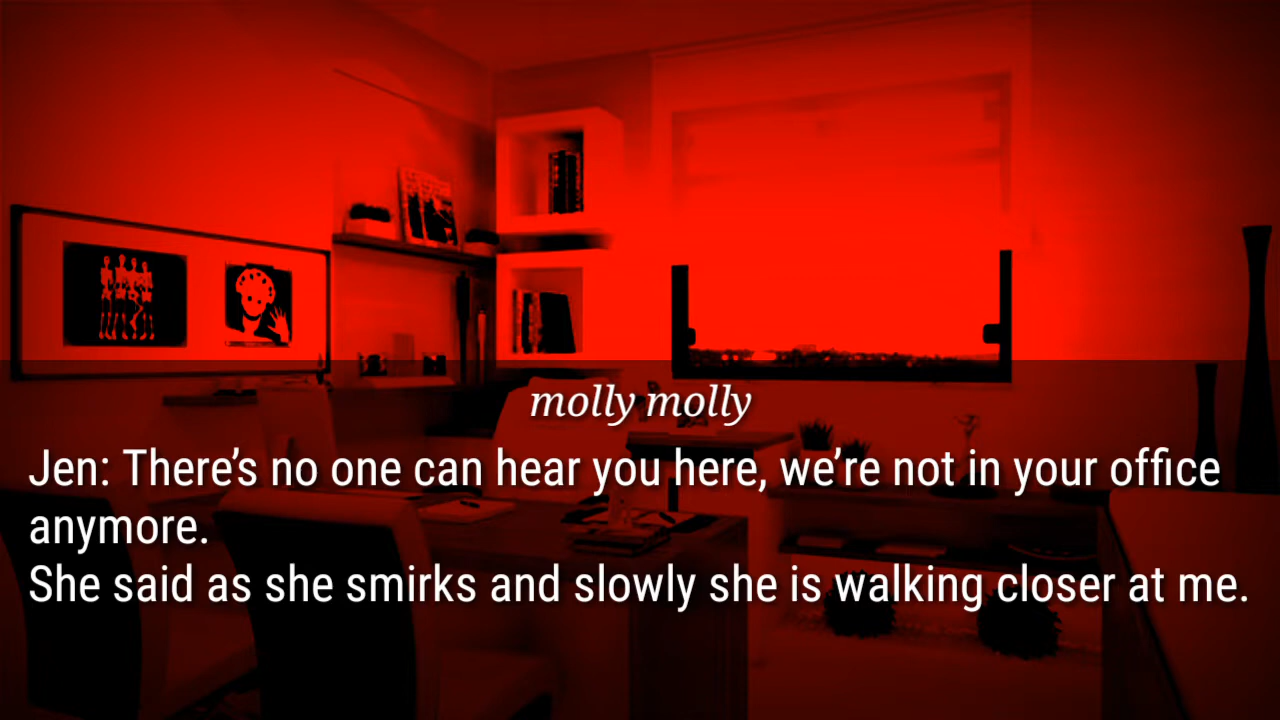 molly molly
Jen: There’s no one can hear you here, we’re not in your office
anymore.
She said as she smirks and slowly she is walking closer at me.